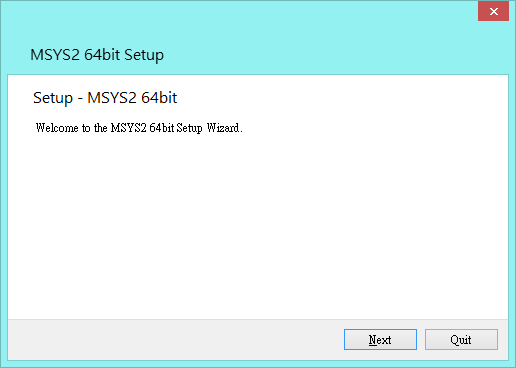 MSYS2 64bit Setup
Setup - MSYS2 64bit
Welcome to the MSYS2 64bit Setup Wizard.
Next
Quit